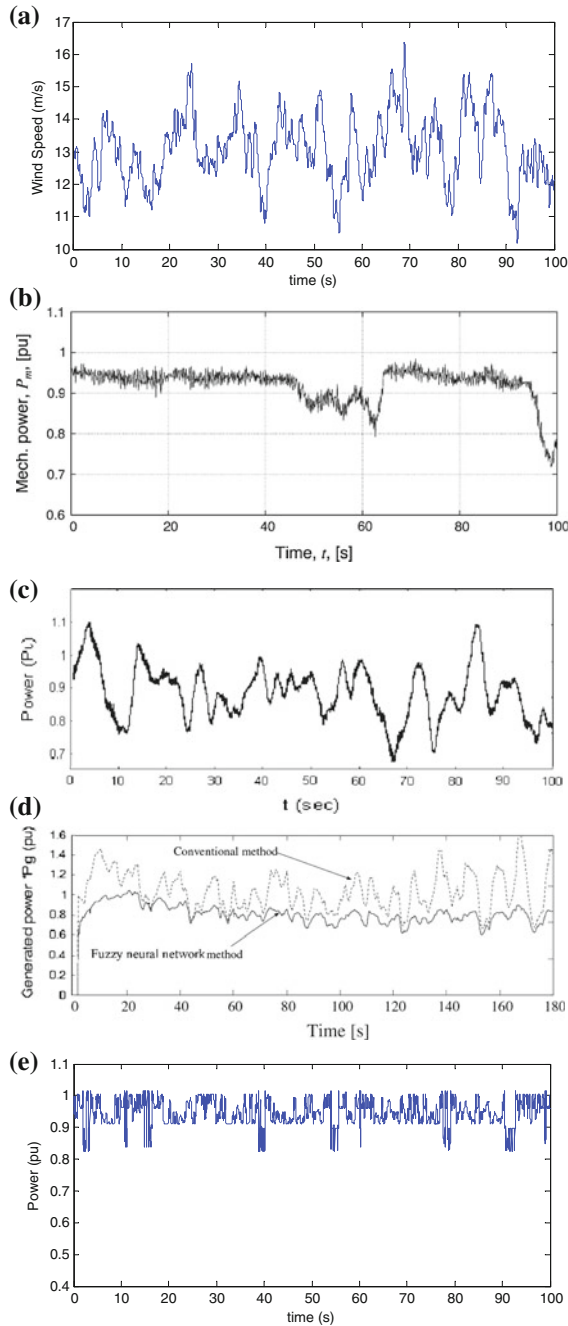 (a)
17
16
15
14
13
12
11
10
Wind Speed (m/s)
0 10 20 30 40 50 60 70 80 90 100
time (s)
(b)
1.1
1
0.9
0.8
0.7
0.6
Mech. power, Pm, [pu]
0 20 40 60 80 100
Time, t, [s]
(c)
1.1
1
0.9
0.8
0.7
Power (Pu)
0 10 20 30 40 50 60 70 80 90 100
t (sec)
(d)
1.6
1.4
1.2
1.0
0.8
0.6
0.4
0.2
0
Generated power Pg (pu)
Conventional method
Fuzzy neural network method
0 20 40 60 80 100 120 140 160 180
Time [s]
(e)
1.1
1
0.9
0.8
0.7
0.6
0.5
0.4
Power (pu)
0 10 20 30 40 50 60 70 80 90 100
time (s)